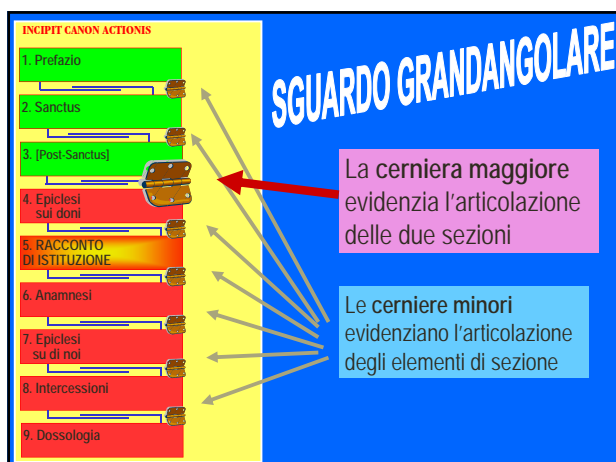 INCIPIT CANON ACTIONIS
1. Prefazio
2. Sanctus
3. [Post-Sanctus]
4. Epiclesi
sui doni
5. RACCONTO
DI ISTITUZIONE
6. Anamnesi
7. Epiclesi
su di noi
8. Intercessioni
9. Dossologia
SGUARDO GRANDANGOLARE
La cerniera maggiore
evidenzia l'articolazione
delle due sezioni
Le cerniere minori
evidenziano l'articolazione
degli elementi di sezione